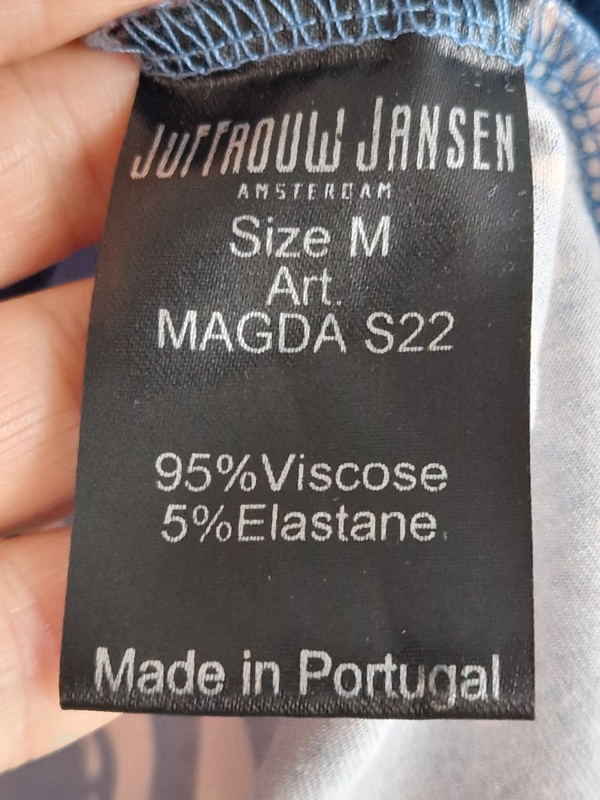 JUFFROUW JANSEN
AMSTERDAM
Size M
Art.
MAGDA S22
95%Viscose
5%Elastane
Made in Portugal